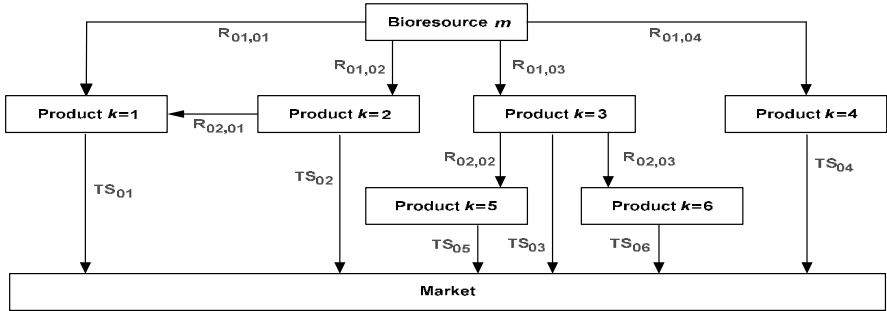 Bioresource m
R01,01
R01,04
R01,02
R01,03
Product k=1
Product k=2
Product k=3
Product k=4
R02,01
R02,02
R02,03
TS01
TS02
TS04
Product k=5
Product k=6
TS05
TS03
TS06
Market